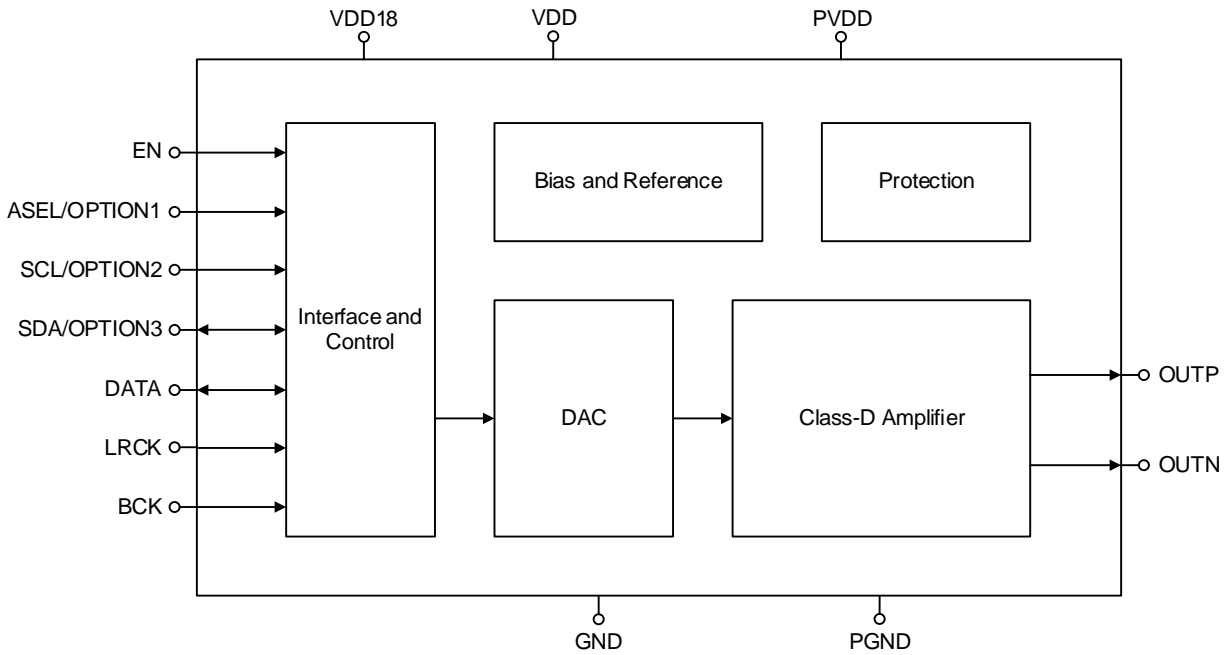 VDD18
VDD
PVDD
EN
ASEL/OPTION1
SCL/OPTION2
SDA/OPTION3
DATA
LRCK
BCK
Interface and
Control
Bias and Reference
Protection
DAC
Class-D Amplifier
OUTP
OUTN
GND
PGND